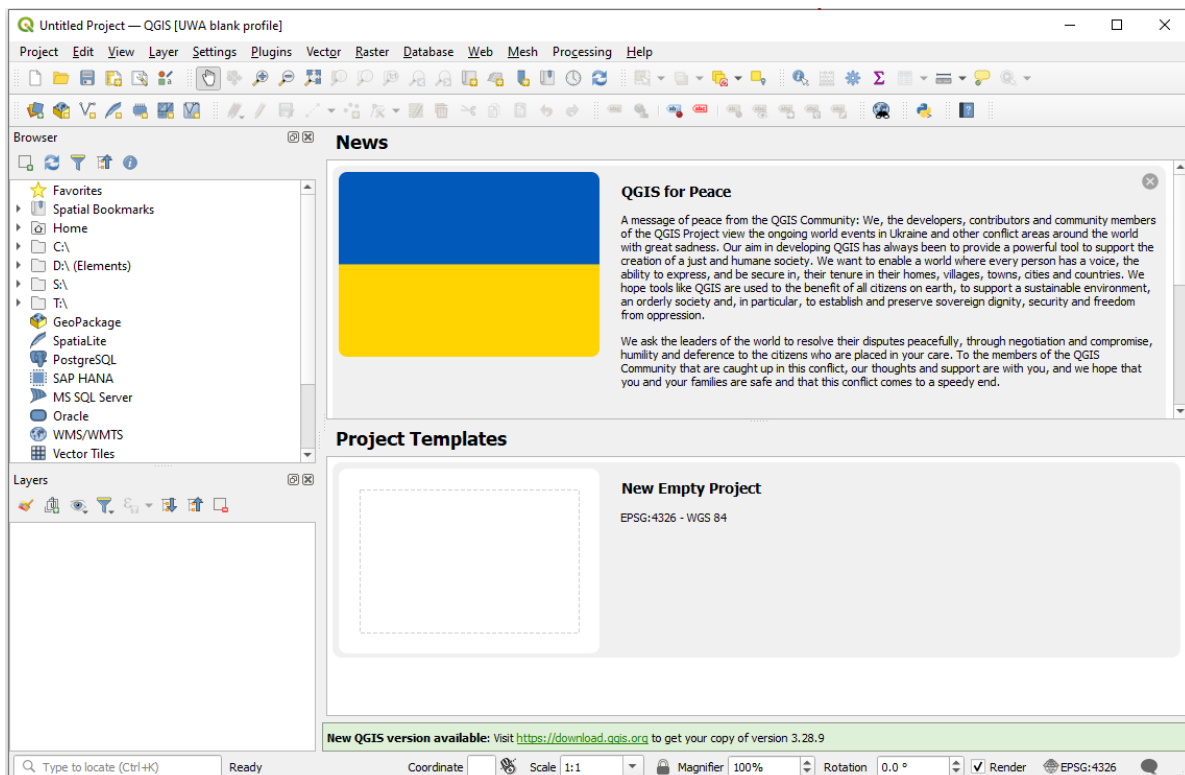 Untitled Project — QGIS [UWA blank profile]
Project Edit View Layer Settings Plugins Vector Raster Database Web Mesh Processing Help
Browser
Favorites
Spatial Bookmarks
Home
C:\
D:\ (Elements)
S:\
T:\
GeoPackage
SpatiaLite
PostgreSQL
SAP HANA
MS SQL Server
Oracle
WMS/WMTS
Vector Tiles
Layers
News
QGIS for Peace
A message of peace from the QGIS Community: We, the developers, contributors and community members
of the QGIS Project view the ongoing world events in Ukraine and other conflict areas around the world
with great sadness. Our aim in developing QGIS has always been to provide a powerful tool to support the
creation of a just and humane society. We want to enable a world where every person has a voice, the
ability to express, and be secure in, their tenure in their homes, villages, towns, cities and countries. We
hope tools like QGIS are used to the benefit of all citizens on earth, to support a sustainable environment,
an orderly society and, in particular, to establish and preserve sovereign dignity, security and freedom
from oppression.
We ask the leaders of the world to resolve their disputes peacefully, through negotiation and compromise,
humility and deference to the citizens who are placed in your care. To the members of the QGIS
Community that are caught up in this conflict, our thoughts and support are with you, and we hope that
you and your families are safe and that this conflict comes to a speedy end.
Project Templates
New Empty Project
EPSG:4326 - WGS 84
New QGIS version available: Visit https://download.qgis.org to get your copy of version 3.28.9
Type to locate (Ctrl+K) Ready Coordinate Scale 1:1 Magnifier 100% Rotation 0.0 ° Render EPSG:4326